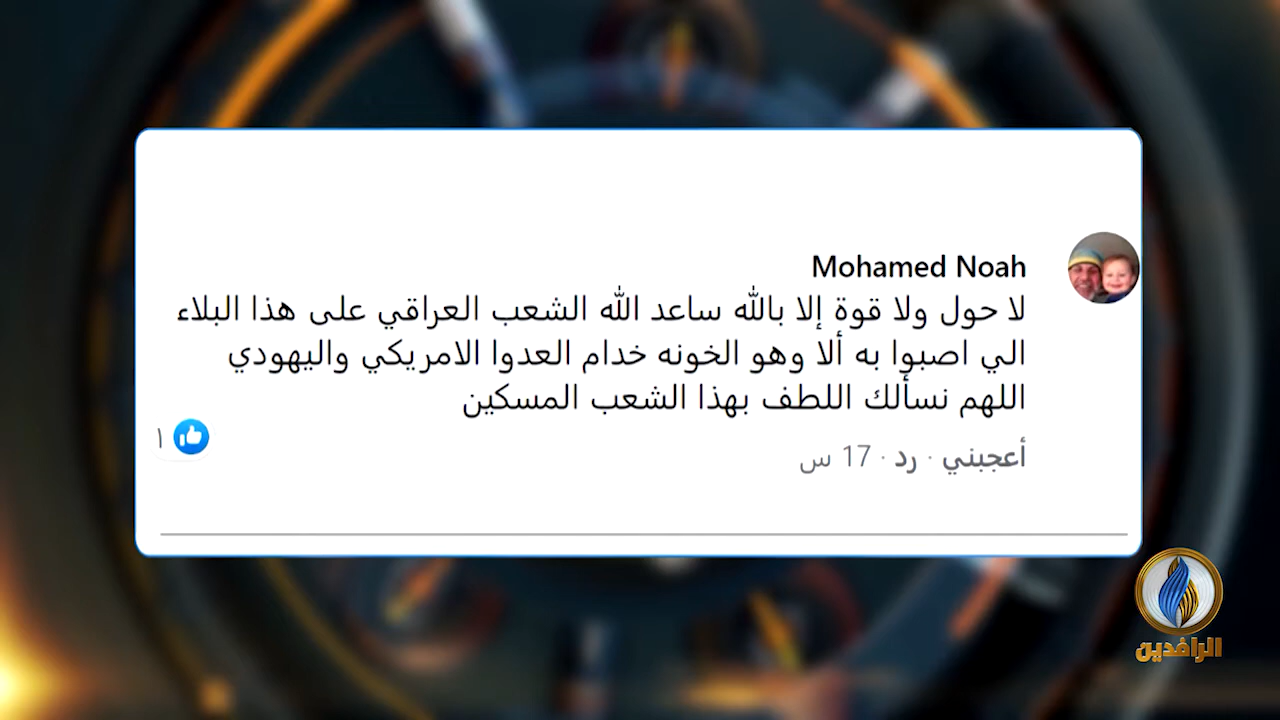 Mohamed Noah
لا حول ولا قوة إلا بالله ساعد الله الشعب العراقي على هذا البلاء
الي اصبوا به ألا وهو الخونه خدام العدوا الامريكي واليهودي
اللهم نسألك اللطف بهذا الشعب المسكين
١
أعجبني · رد · 17 س
الرافدين